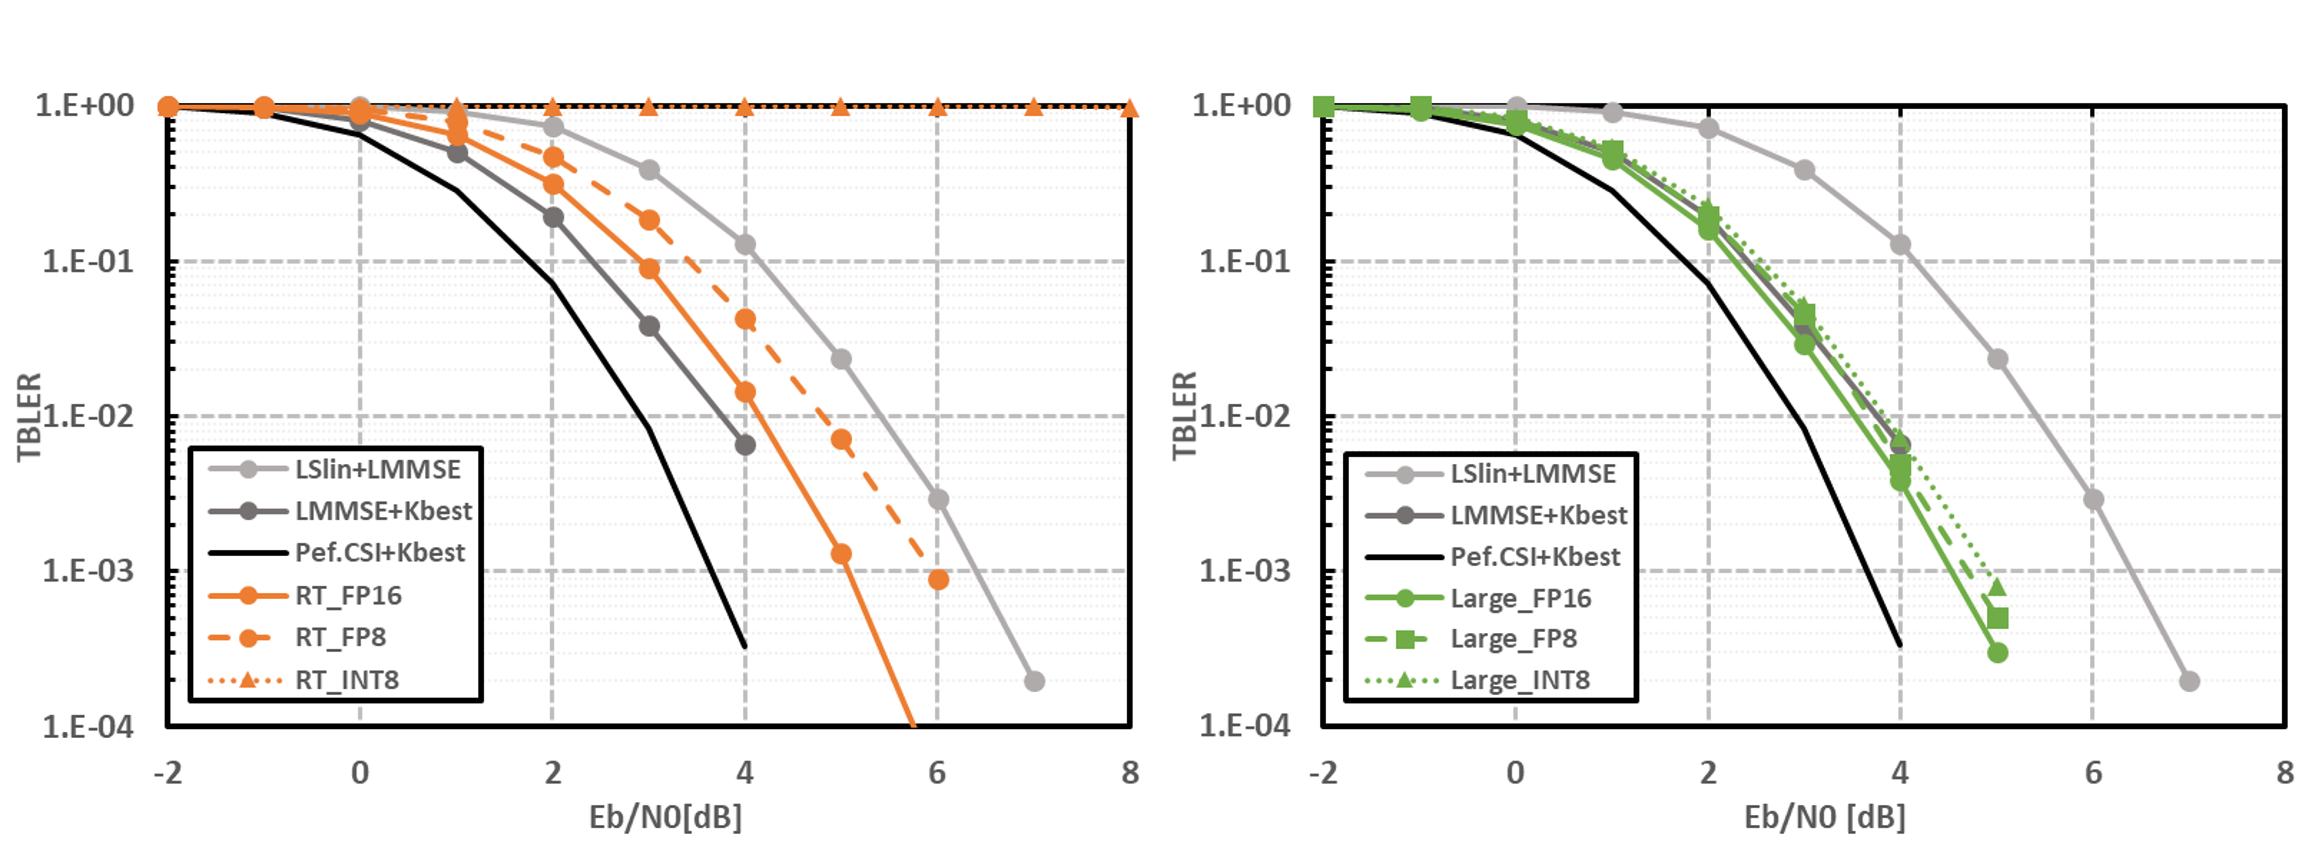 1.E+00
1.E-01
1.E-02
1.E-03
1.E-04
TBLER
-2 0 2 4 6 8
Eb/N0[dB]
LSlin+LMMSE
LMMSE+Kbest
Pef.CSI+Kbest
RT_FP16
RT_FP8
RT_INT8
1.E+00
1.E-01
1.E-02
1.E-03
1.E-04
TBLER
-2 0 2 4 6 8
Eb/N0 [dB]
LSlin+LMMSE
LMMSE+Kbest
Pef.CSI+Kbest
Large_FP16
Large_FP8
Large_INT8